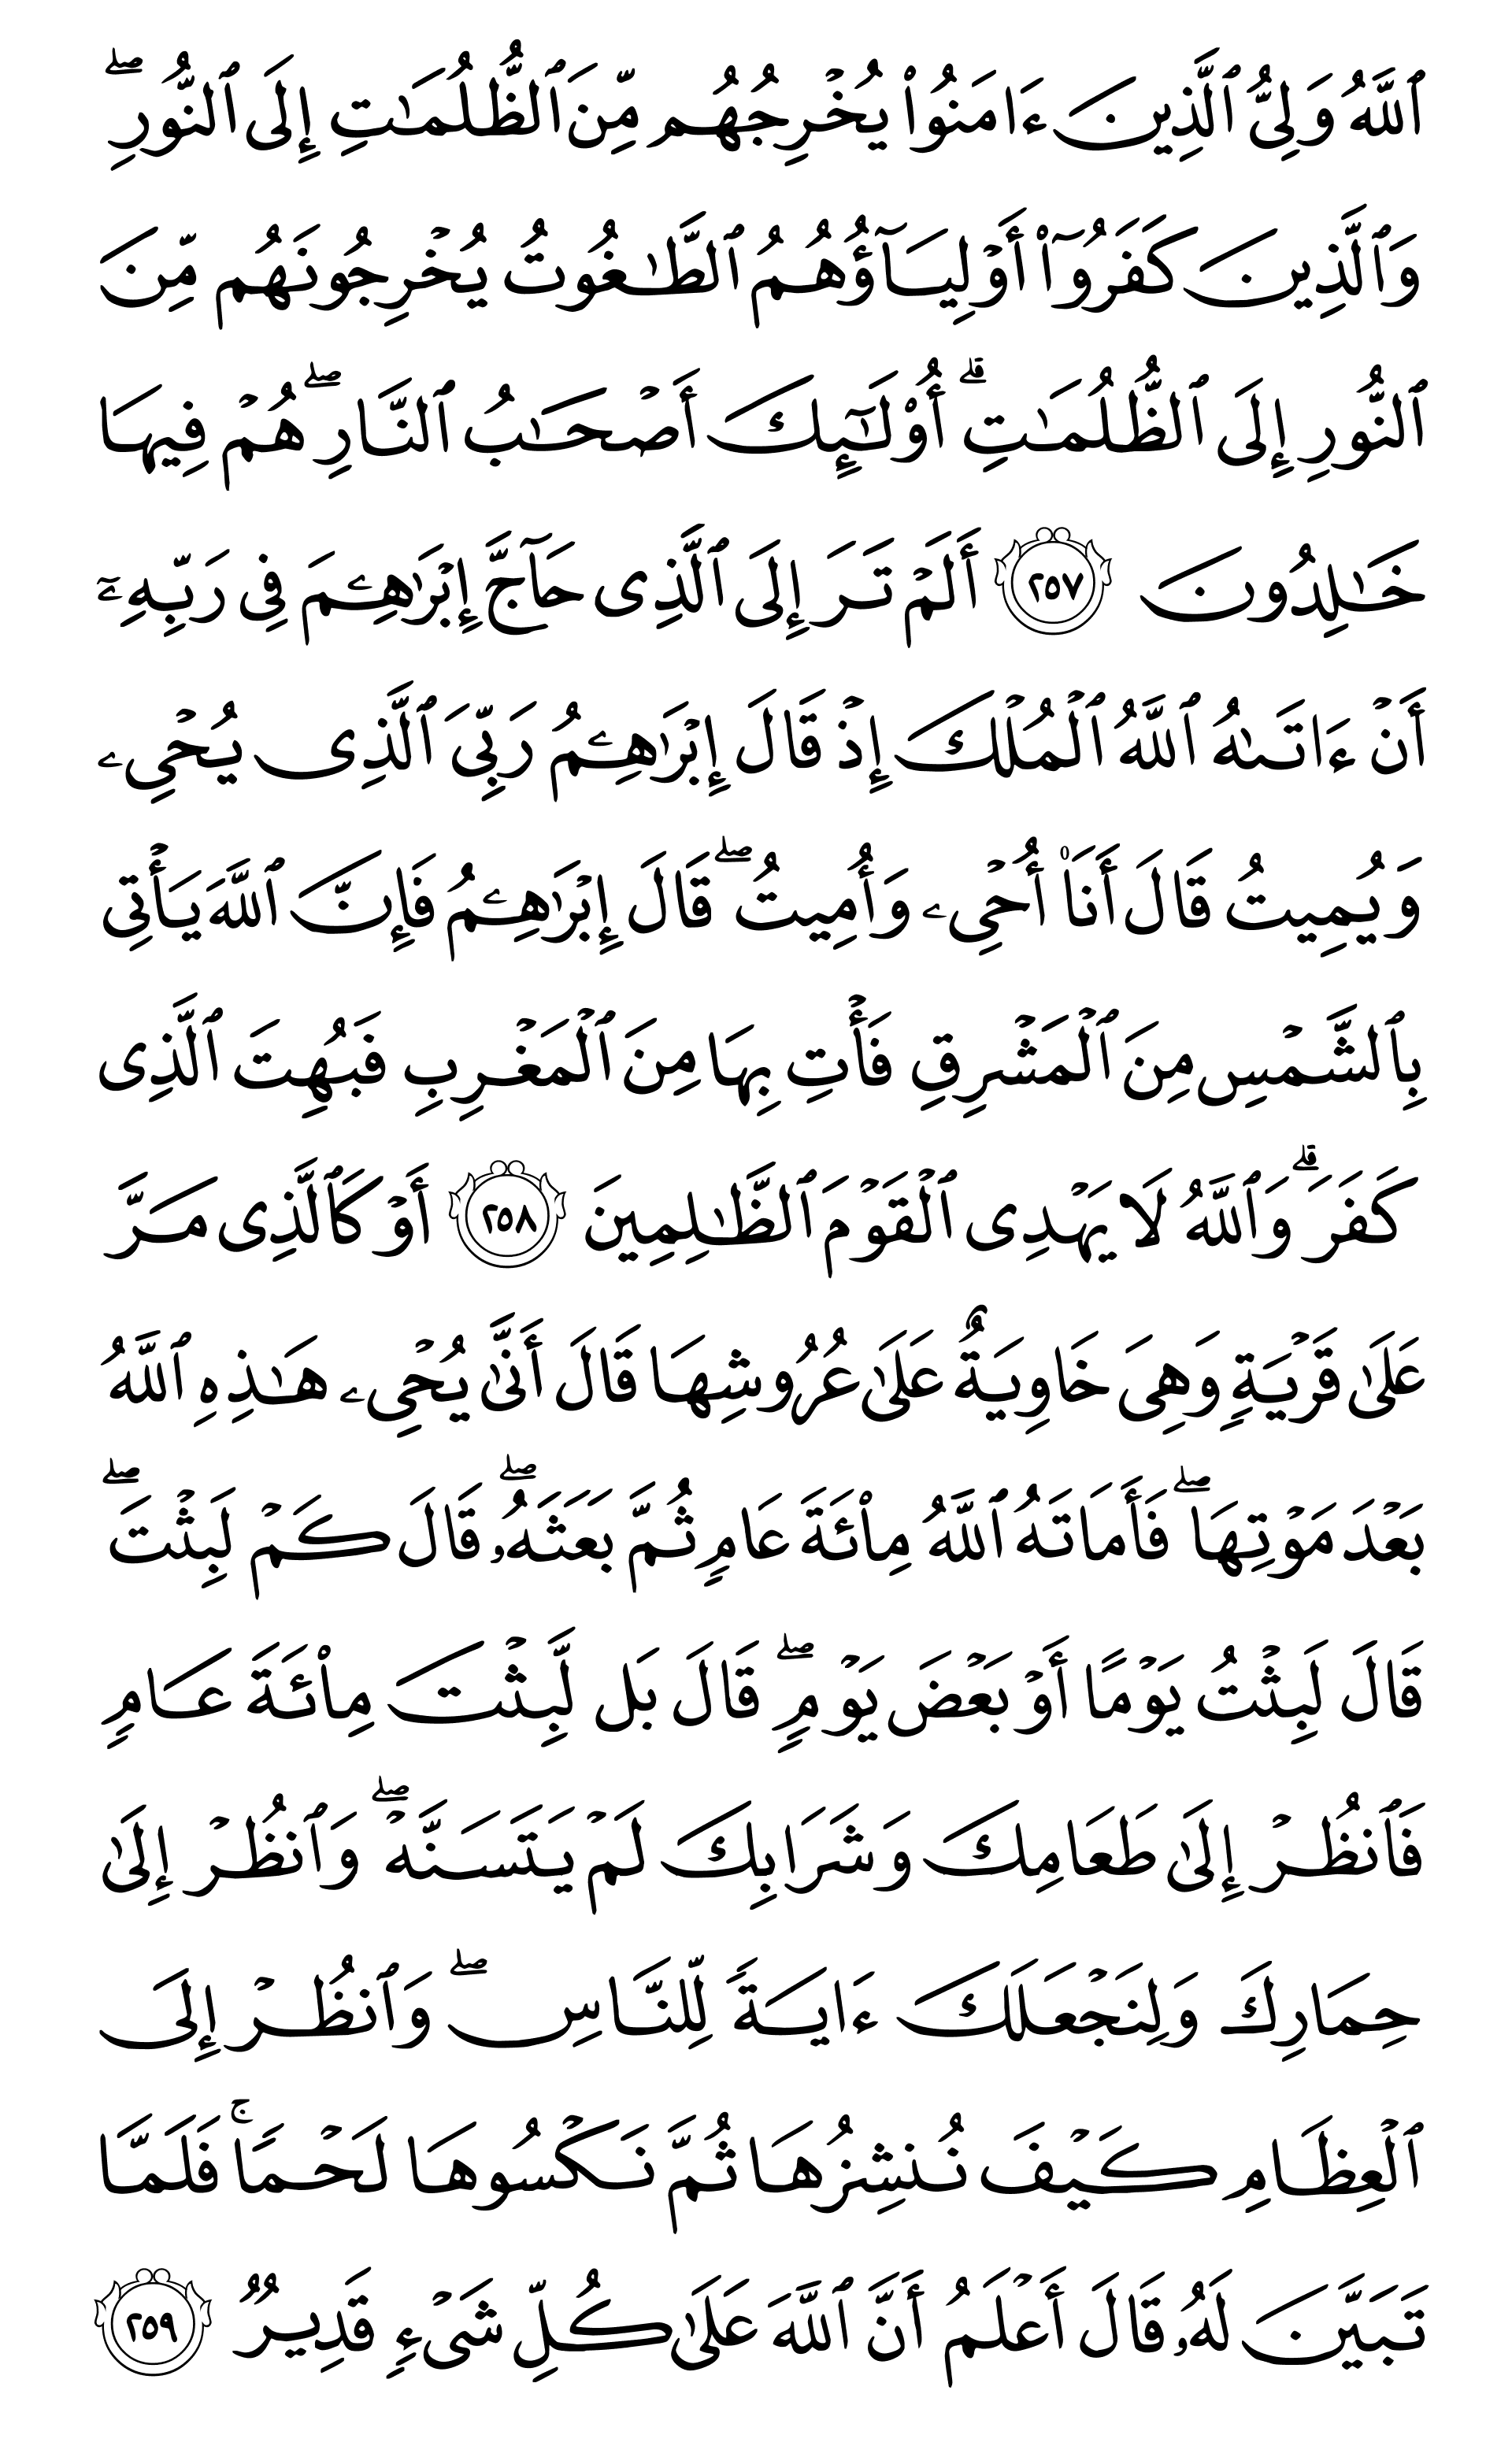 ٱللَّهُ وَلِىُّ ٱلَّذِينَ ءَامَنُوا۟ يُخْرِجُهُم مِّنَ ٱلظُّلُمَـٰتِ إِلَى ٱلنُّورِ ۖ
وَٱلَّذِينَ كَفَرُوٓا۟ أَوْلِيَآؤُهُمُ ٱلطَّـٰغُوتُ يُخْرِجُونَهُم مِّنَ
ٱلنُّورِ إِلَى ٱلظُّلُمَـٰتِ ۗ أُو۟لَـٰٓئِكَ أَصْحَـٰبُ ٱلنَّارِ ۖ هُمْ فِيهَا
خَـٰلِدُونَ ٢٥٧ أَلَمْ تَرَ إِلَى ٱلَّذِى حَآجَّ إِبْرَٰهِـۧمَ فِى رَبِّهِۦٓ
أَنْ ءَاتَىٰهُ ٱللَّهُ ٱلْمُلْكَ إِذْ قَالَ إِبْرَٰهِـۧمُ رَبِّىَ ٱلَّذِى يُحْىِۦ
وَيُمِيتُ قَالَ أَنَا۠ أُحْىِۦ وَأُمِيتُ ۖ قَالَ إِبْرَٰهِـۧمُ فَإِنَّ ٱللَّهَ يَأْتِى
بِٱلشَّمْسِ مِنَ ٱلْمَشْرِقِ فَأْتِ بِهَا مِنَ ٱلْمَغْرِبِ فَبُهِتَ ٱلَّذِى
كَفَرَ ۗ وَٱللَّهُ لَا يَهْدِى ٱلْقَوْمَ ٱلظَّـٰلِمِينَ ٢٥٨ أَوْ كَٱلَّذِى مَرَّ
عَلَىٰ قَرْيَةٍ وَهِىَ خَاوِيَةٌ عَلَىٰ عُرُوشِهَا قَالَ أَنَّىٰ يُحْىِۦ هَـٰذِهِ ٱللَّهُ
بَعْدَ مَوْتِهَا ۖ فَأَمَاتَهُ ٱللَّهُ مِا۟ئَةَ عَامٍ ثُمَّ بَعَثَهُۥ ۖ قَالَ كَمْ لَبِثْتَ ۖ
قَالَ لَبِثْتُ يَوْمًا أَوْ بَعْضَ يَوْمٍ ۖ قَالَ بَل لَّبِثْتَ مِا۟ئَةَ عَامٍ
فَٱنظُرْ إِلَىٰ طَعَامِكَ وَشَرَابِكَ لَمْ يَتَسَنَّهْ ۖ وَٱنظُرْ إِلَىٰ
حِمَارِكَ وَلِنَجْعَلَكَ ءَايَةً لِّلنَّاسِ ۖ وَٱنظُرْ إِلَى
ٱلْعِظَامِ كَيْفَ نُنشِزُهَا ثُمَّ نَكْسُوهَا لَحْمًا ۚ فَلَمَّا
تَبَيَّنَ لَهُۥ قَالَ أَعْلَمُ أَنَّ ٱللَّهَ عَلَىٰ كُلِّ شَىْءٍ قَدِيرٌ ٢٥٩